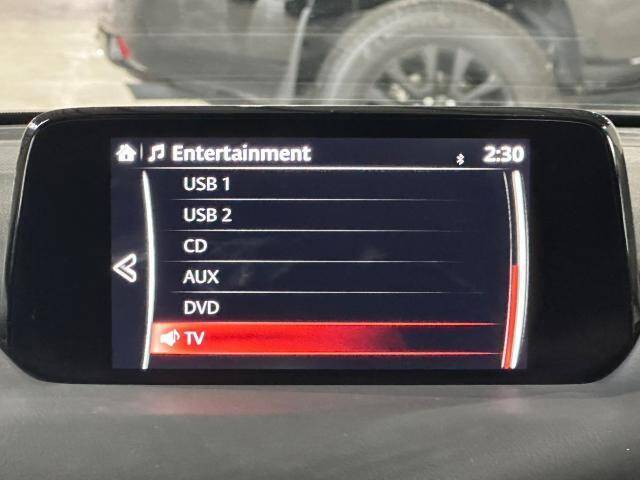 Entertainment 2:30
USB 1
USB 2
CD
AUX
DVD
TV